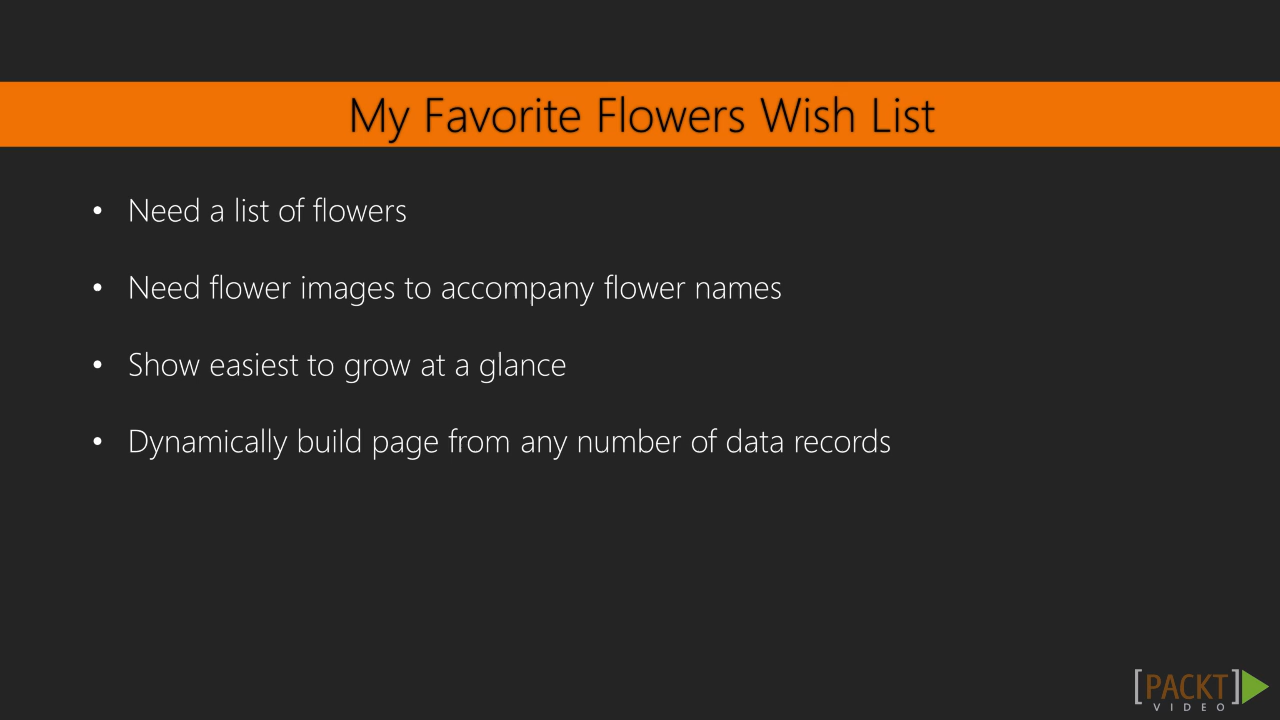 My Favorite Flowers Wish List
• Need a list of flowers
• Need flower images to accompany flower names
• Show easiest to grow at a glance
• Dynamically build page from any number of data records
[PACKT]
VIDEO